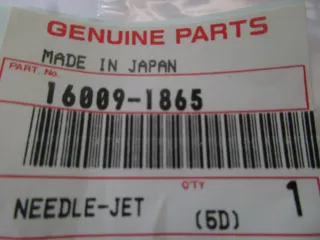 GENUINE PARTS
MADE IN JAPAN
PART. No.
16009-1865
Q'TY
NEEDLE-JET (5D) 1